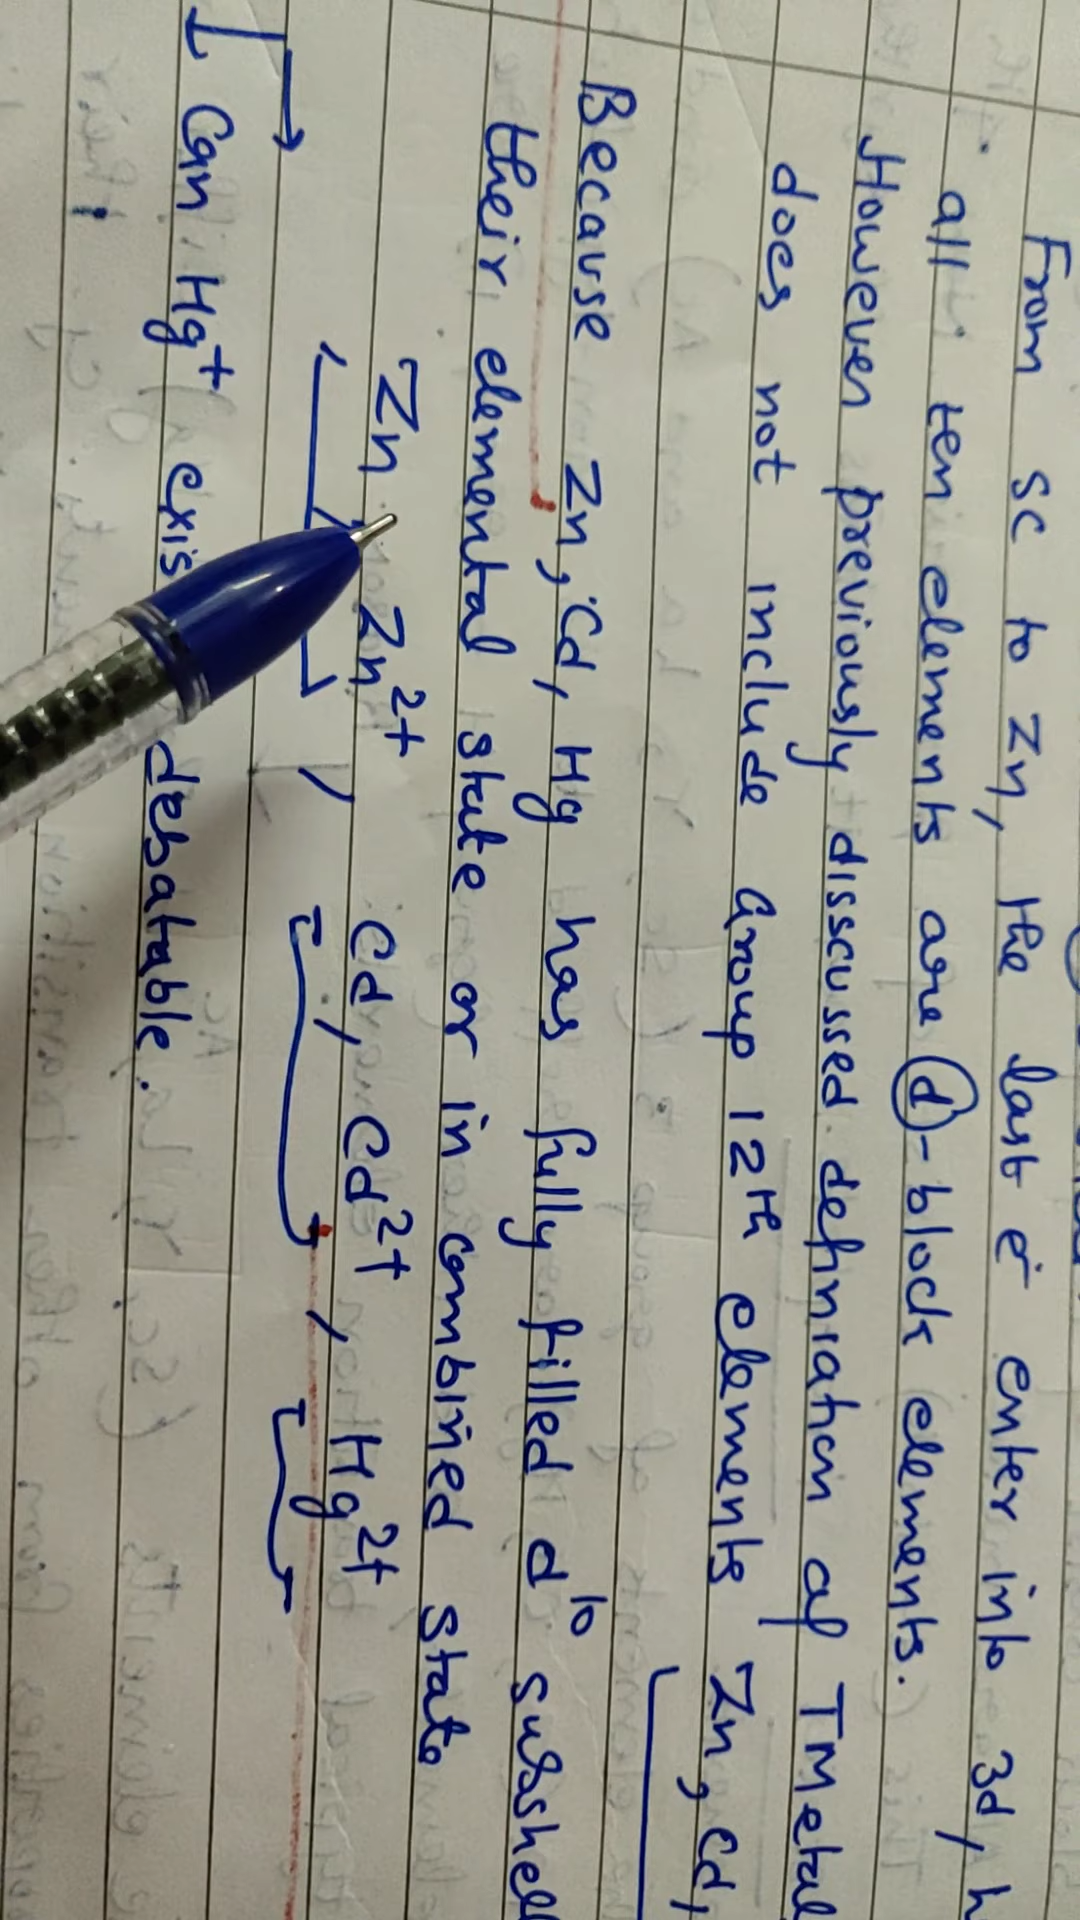 From sc to Zn, the last e⁻ enter into 3d, h
all ten elements are d-block elements.
However previously disscussed definiation of TMetal
does not include Group 12th elements Zn, Cd,
Because Zn, Cd, Hg has fully filled d¹⁰ subshell
their elemental state or in combined state
Zn Zn²⁺, Cd, Cd²⁺, Hg²⁺
Can Hg⁺ exis debatable.